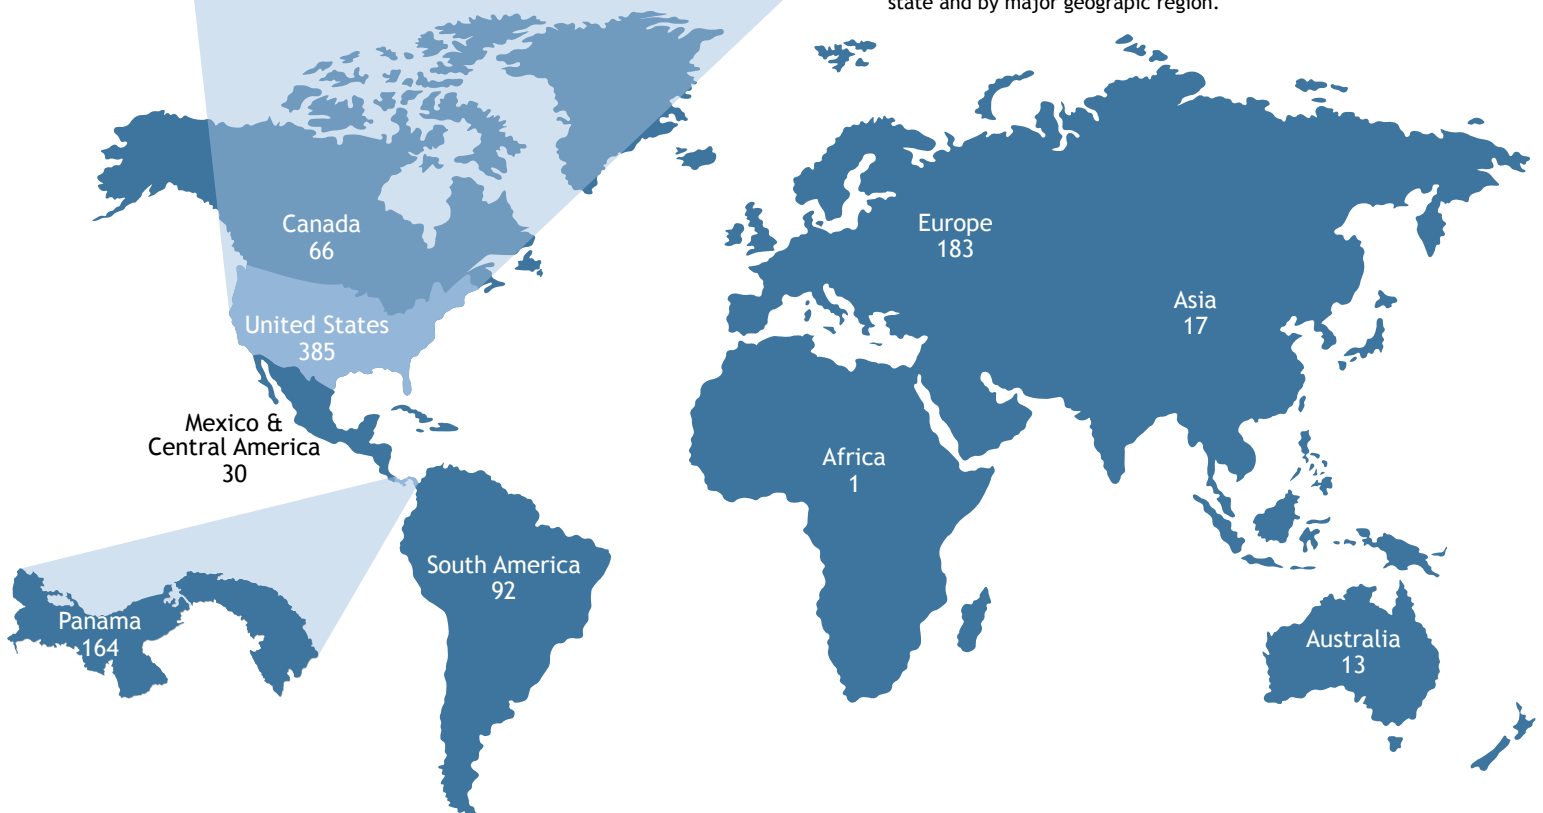 state and by major geograpic region.
Canada
66
Europe
183
Asia
17
United States
385
Mexico &
Central America
30
Africa
1
South America
92
Panama
164
Australia
13